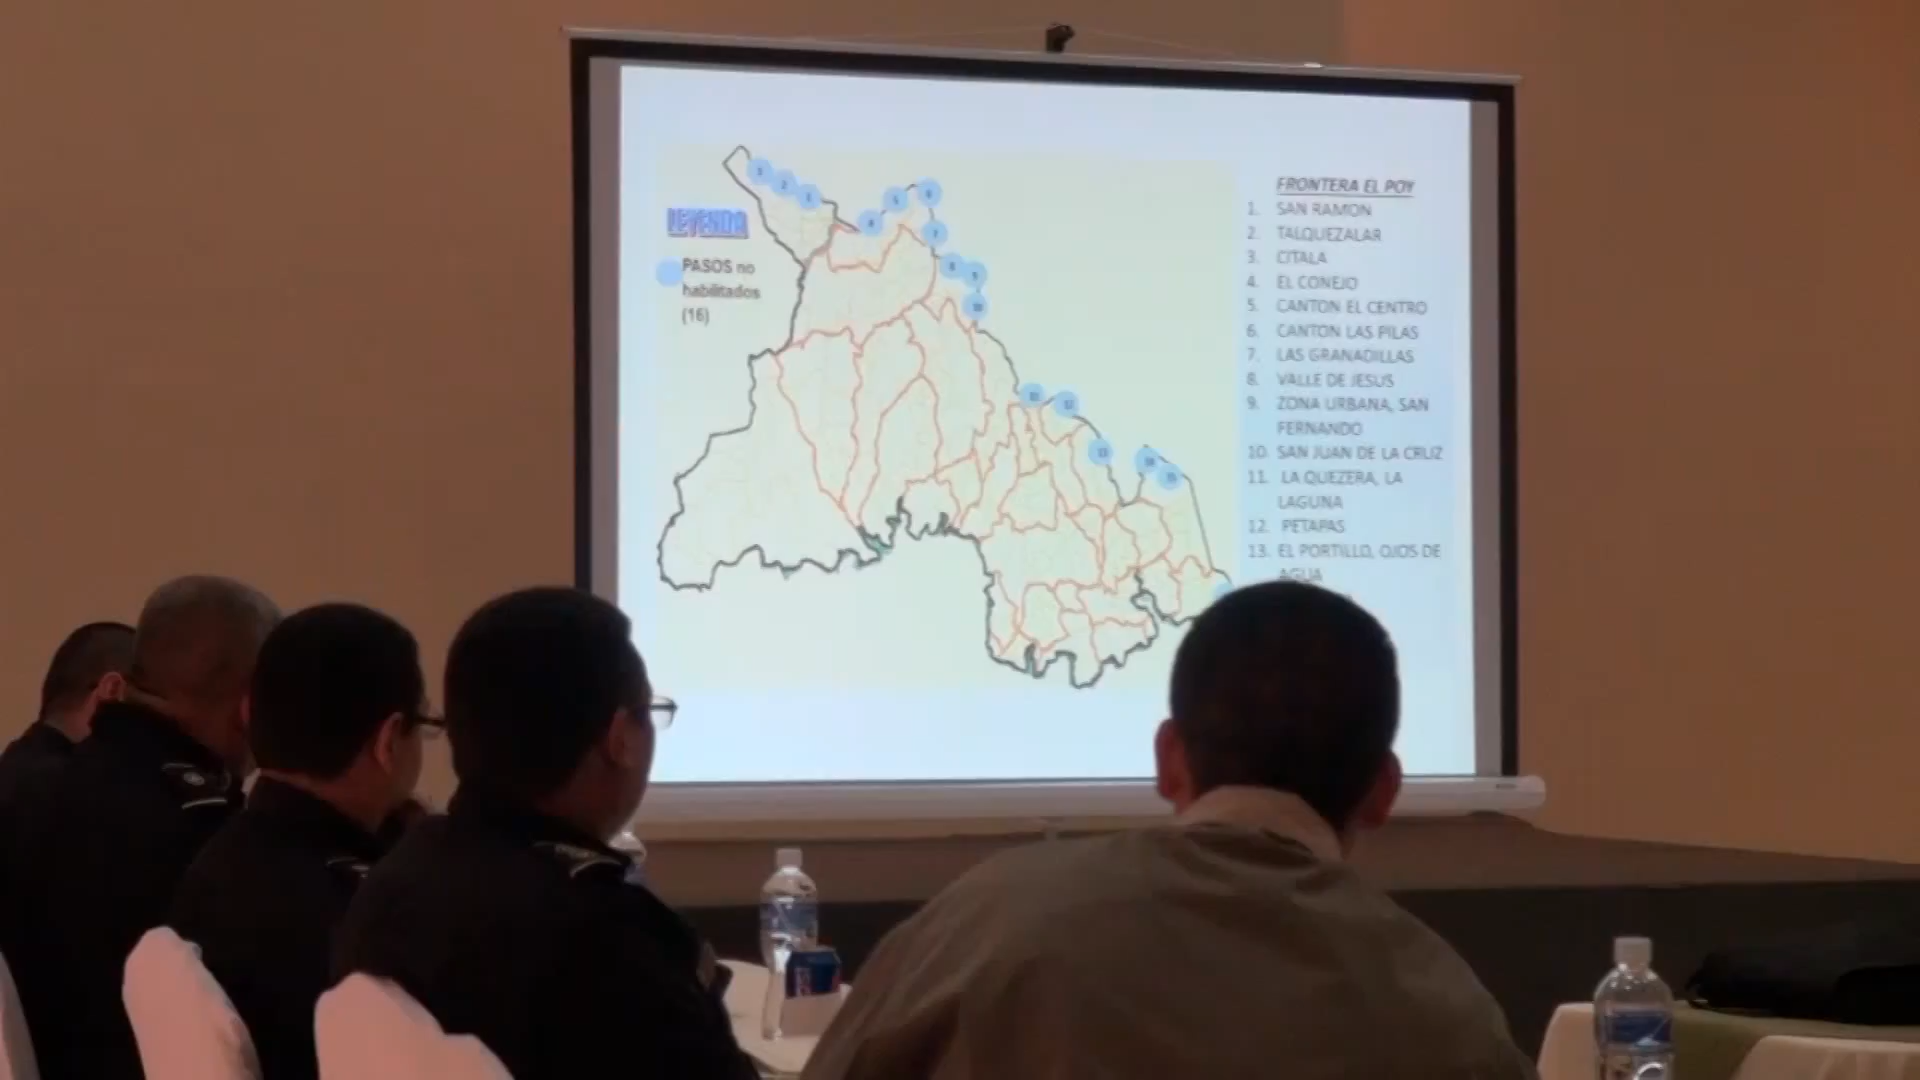 LEYENDA
PASOS no
habilitados
(16)
FRONTERA EL POY
1. SAN RAMON
2. TALQUEZALAR
3. CITALA
4. EL CONEJO
5. CANTON EL CENTRO
6. CANTON LAS PILAS
7. LAS GRANADILLAS
8. VALLE DE JESUS
9. ZONA URBANA, SAN
FERNANDO
10. SAN JUAN DE LA CRUZ
11. LA QUEZERA, LA
LAGUNA
12. PETAPAS
13. EL PORTILLO, OJOS DE
AGUA